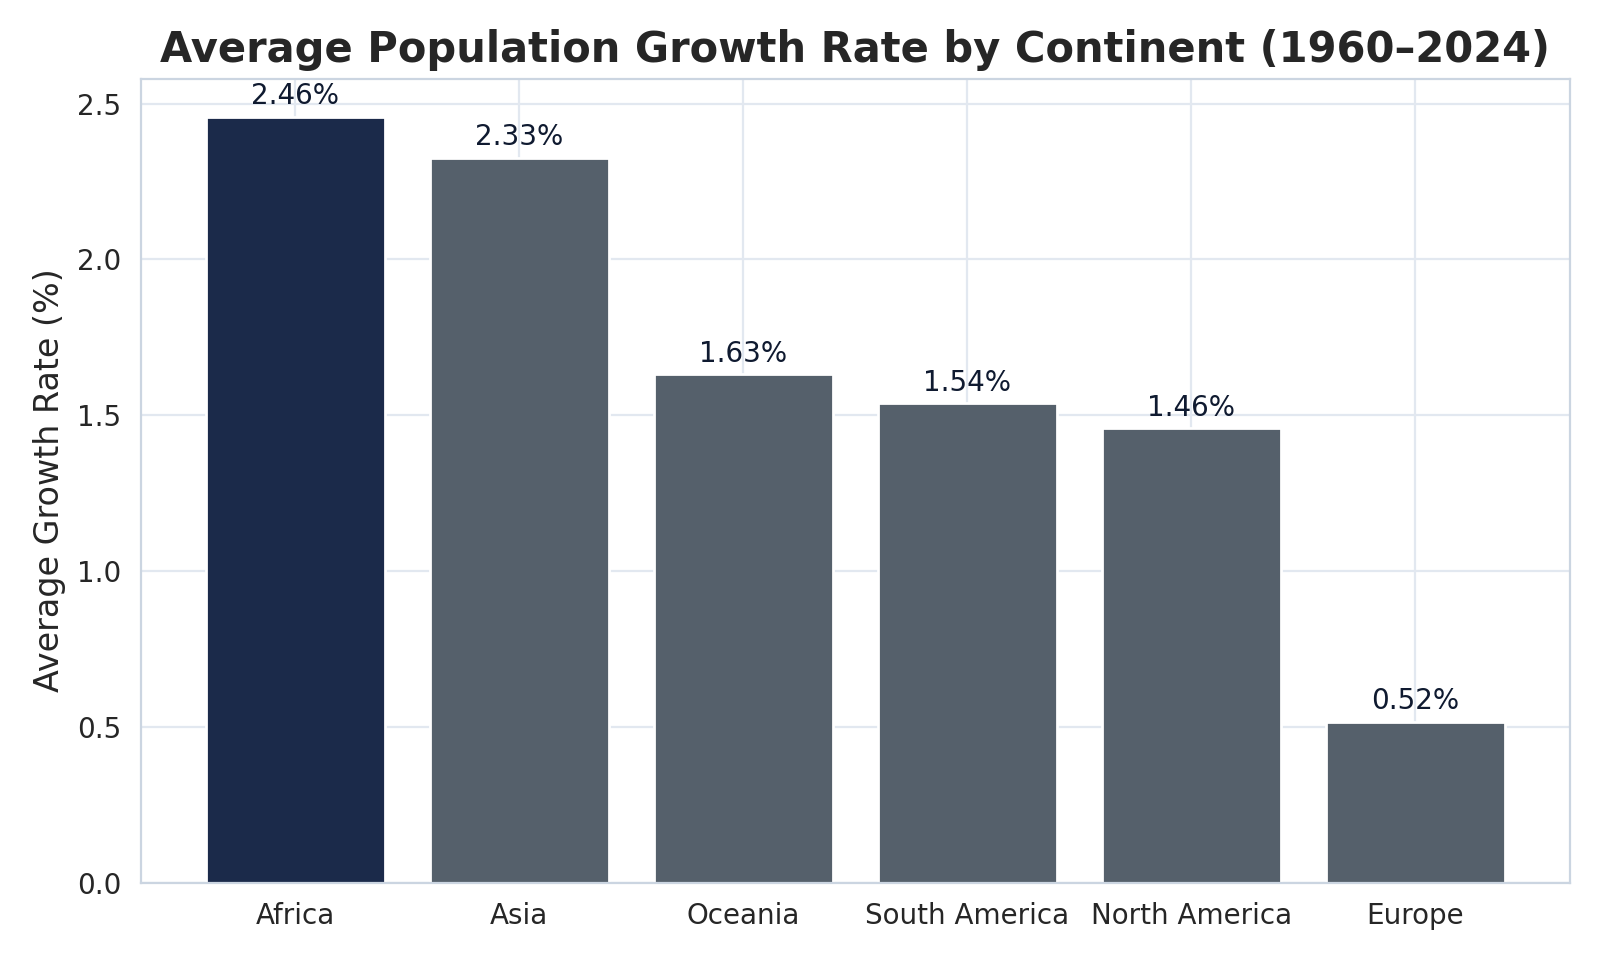 Average Population Growth Rate by Continent (1960–2024)
Average Growth Rate (%)
2.5
2.0
1.5
1.0
0.5
0.0
2.46%
2.33%
1.63%
1.54%
1.46%
0.52%
Africa
Asia
Oceania
South America
North America
Europe